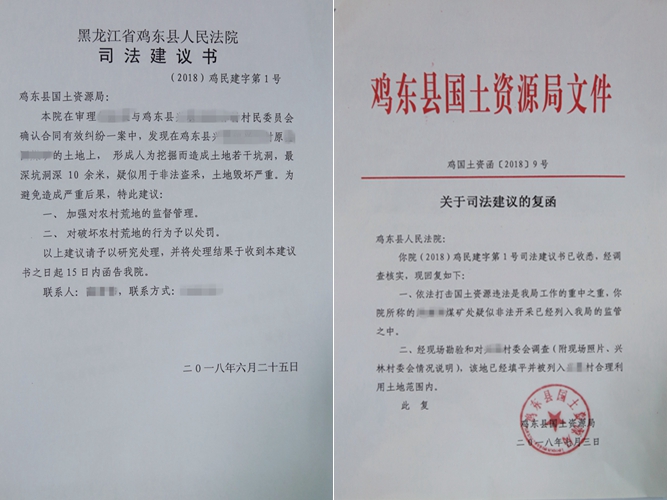 黑龙江省鸡东县人民法院
司法建议书
（2018）鸡民建字第1号
鸡东县国土资源局：
本院在审理 与鸡东县 村民委员会
确认合同有效纠纷一案中，发现在鸡东县 村原
的土地上，形成人为挖掘而造成土地若干坑洞，最
深坑洞深 10 余米，疑似用于非法盗采，土地毁坏严重。为
避免造成严重后果，特此建议：
一、 加强对农村荒地的监督管理。
二、 对破坏农村荒地的行为予以处罚。
以上建议请予以研究处理，并将处理结果于收到本建议
书之日起 15 日内函告我院。
联系人： ，联系方式：
二〇一八年六月二十五日
鸡东县国土资源局文件
鸡国土资函【2018】9 号
关于司法建议的复函
鸡东县人民法院：
你院（2018）鸡民建字第 1 号司法建议书已收悉，经调
查核实，现回复如下：
一、依法打击国土资源违法是我局工作的重中之重，你
院所称的 煤矿处疑似非法开采已经列入我局的监管
之中。
二、经现场勘验和对 村委会调查（附现场照片、兴
林村委会情况说明），该地已经填平并被列入 村合理利
用土地范围内。
此 复
鸡东县国土资源局
二〇一八年 月三日